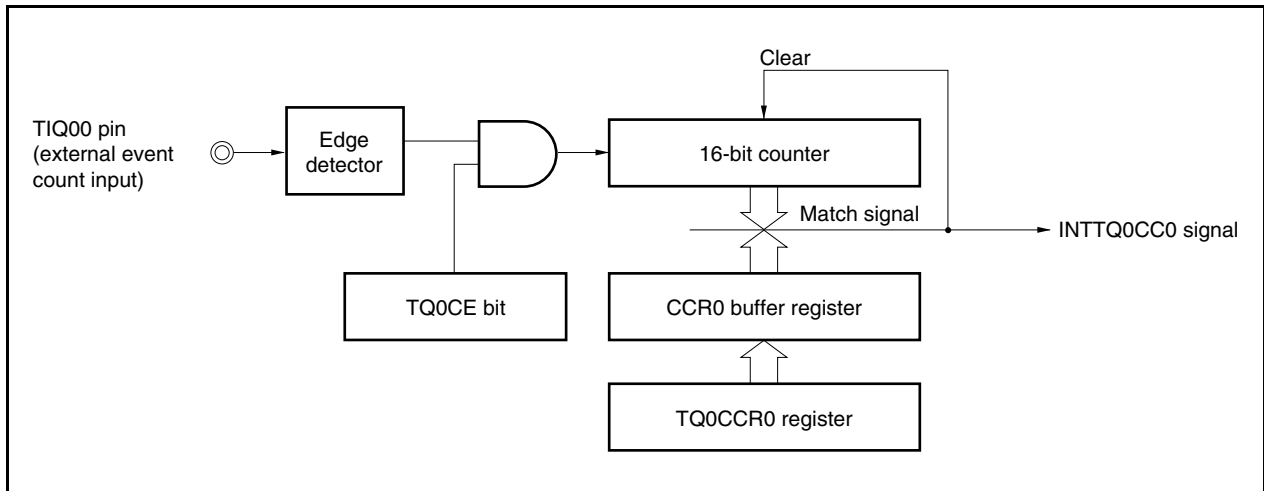 Clear
TIQ00 pin
(external event
count input)
Edge
detector
16-bit counter
Match signal
INTTQ0CC0 signal
TQ0CE bit
CCR0 buffer register
TQ0CCR0 register